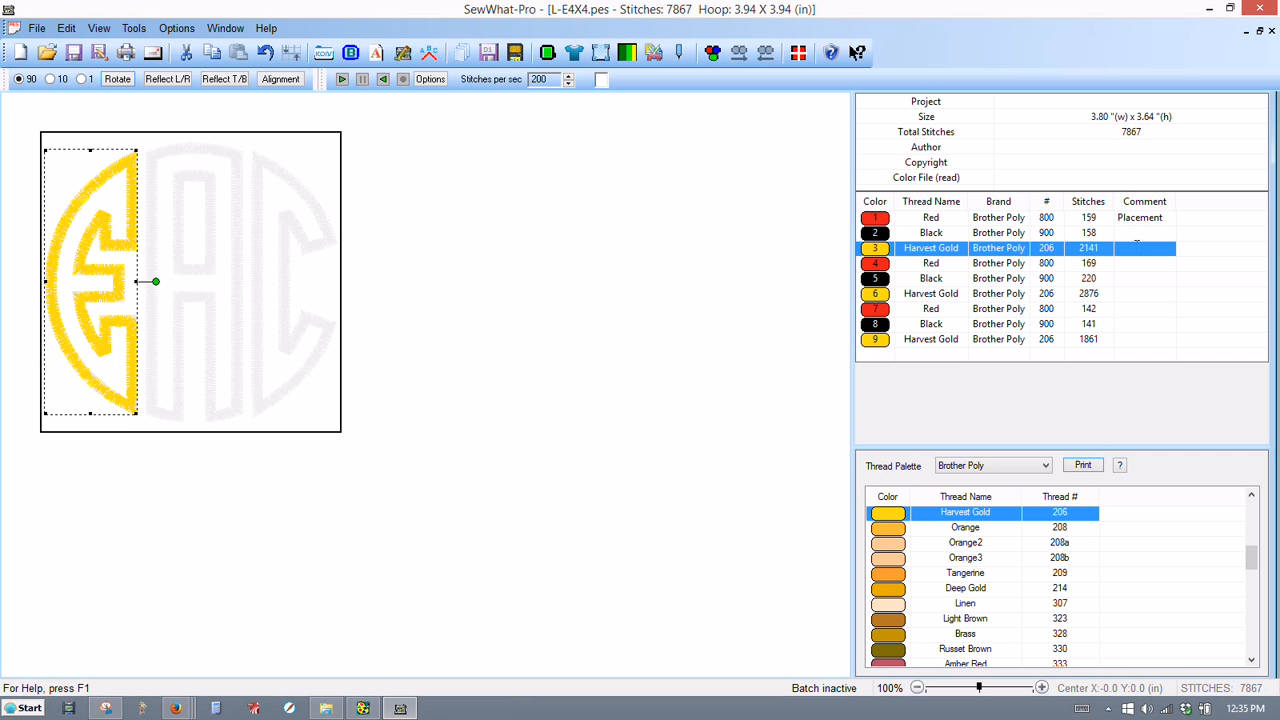 SewWhat-Pro - [L-E4X4.pes - Stitches: 7867 Hoop: 3.94 X 3.94 (in)]
File Edit View Tools Options Window Help
90 10 1 Rotate Reflect L/R Reflect T/B Alignment Options Stitches per sec 200
Project
Size 3.80 "(w) x 3.64 "(h)
Total Stitches 7867
Author
Copyright
Color File (read)
Color Thread Name Brand # Stitches Comment
1 Red Brother Poly 800 159 Placement
2 Black Brother Poly 900 158
3 Harvest Gold Brother Poly 206 2141
4 Red Brother Poly 800 169
5 Black Brother Poly 900 220
6 Harvest Gold Brother Poly 206 2876
7 Red Brother Poly 800 142
8 Black Brother Poly 900 141
9 Harvest Gold Brother Poly 206 1861
EAC
Thread Palette Brother Poly Print ?
Color Thread Name Thread #
Harvest Gold 206
Orange 208
Orange2 208a
Orange3 208b
Tangerine 209
Deep Gold 214
Linen 307
Light Brown 323
Brass 328
Russet Brown 330
Amber Red 333
For Help, press F1 Batch inactive 100% Center X:-0.0 Y:0.0 (in) STITCHES: 7867
Start 12:35 PM